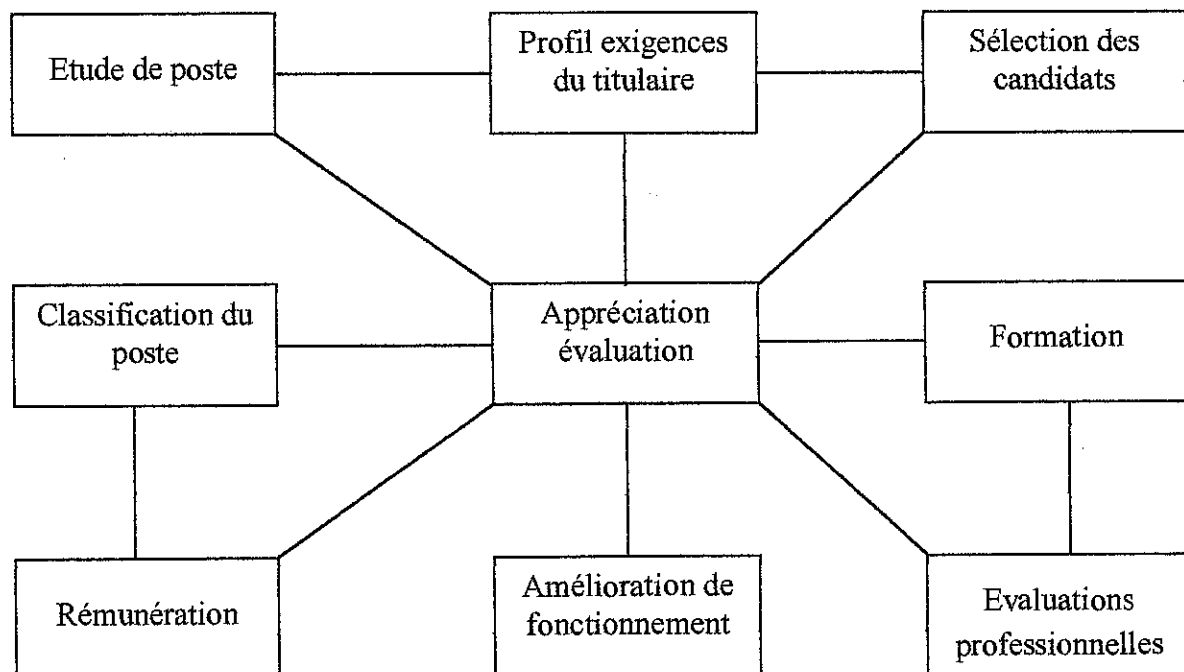 Etude de poste
Profil exigences
du titulaire
Sélection des
candidats
Classification du
poste
Appréciation
évaluation
Formation
Rémunération
Amélioration de
fonctionnement
Evaluations
professionnelles